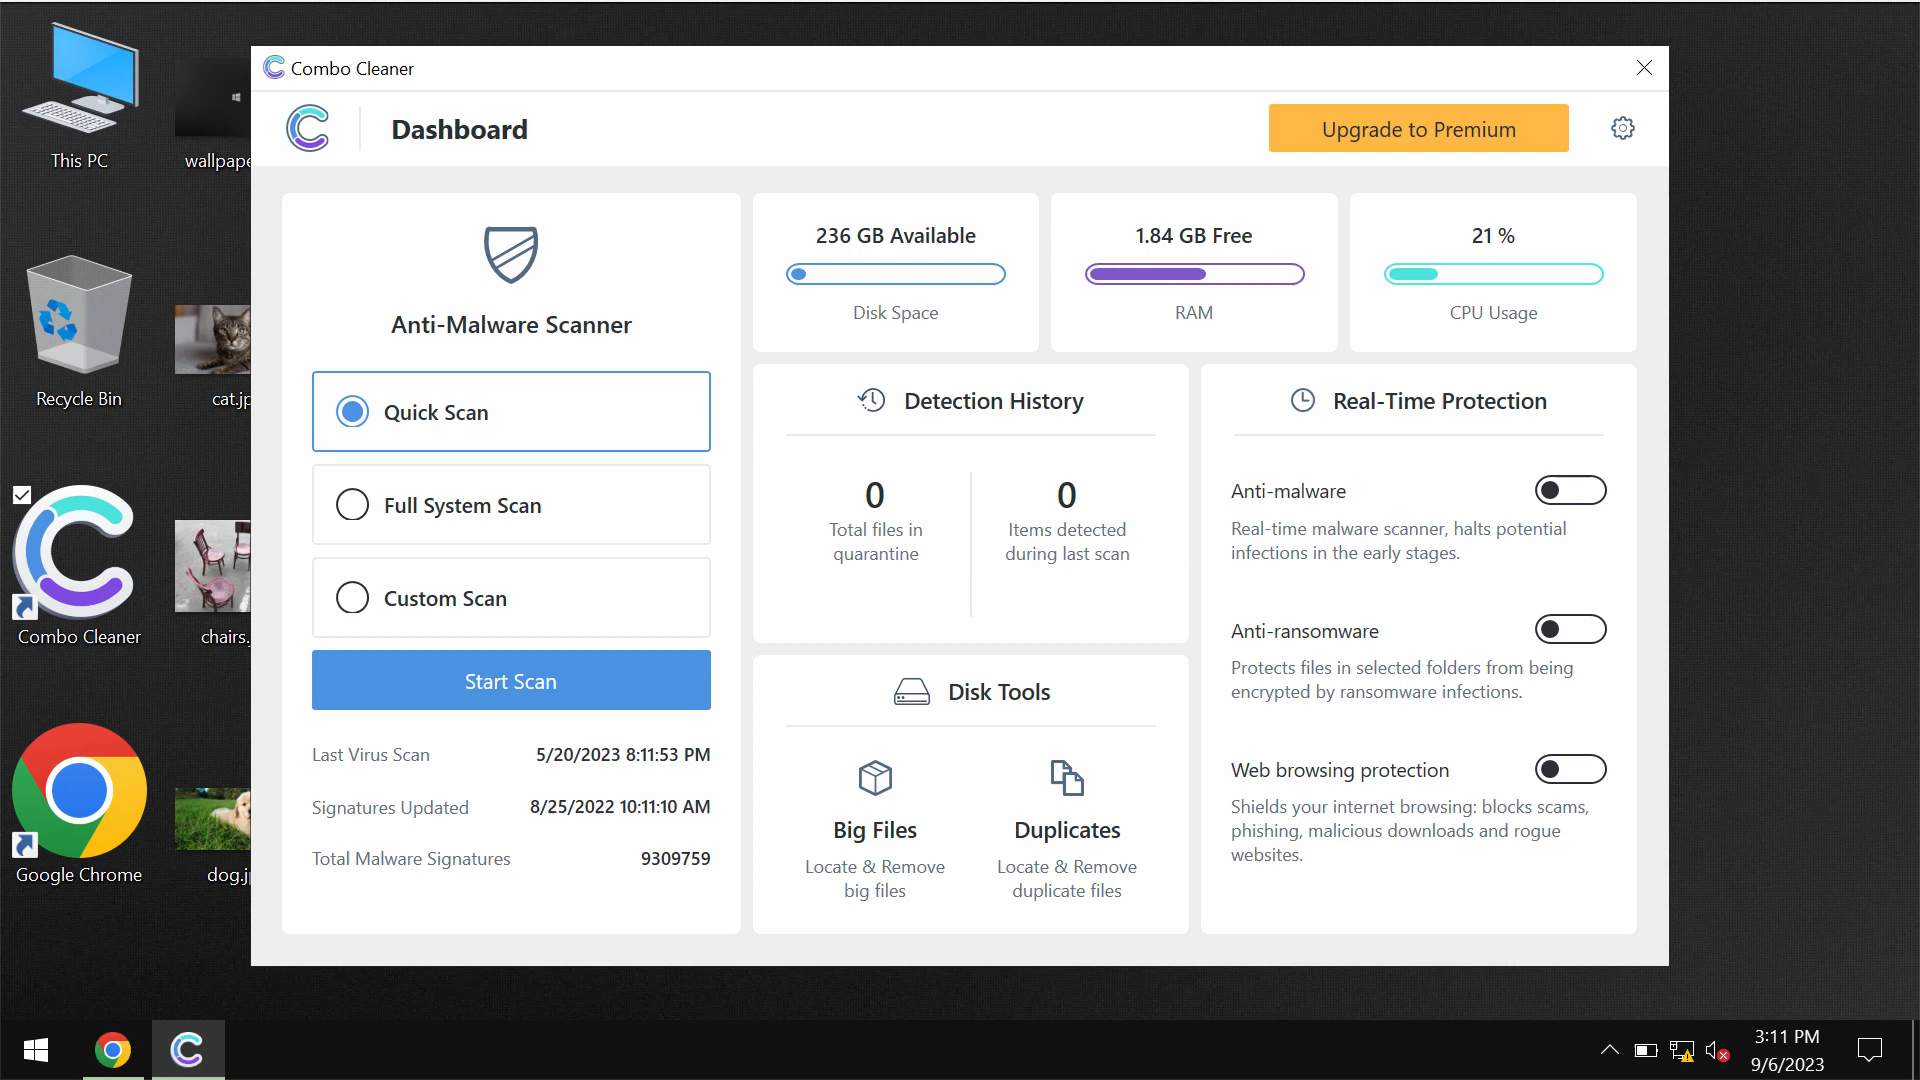 This PC
wallpape
Recycle Bin
cat.jp
Combo Cleaner
chairs.
Google Chrome
dog.j
Combo Cleaner
Dashboard
Upgrade to Premium
Anti-Malware Scanner
Quick Scan
Full System Scan
Custom Scan
Start Scan
Last Virus Scan 5/20/2023 8:11:53 PM
Signatures Updated 8/25/2022 10:11:10 AM
Total Malware Signatures 9309759
236 GB Available
Disk Space
1.84 GB Free
RAM
21 %
CPU Usage
Detection History
0
Total files in
quarantine
0
Items detected
during last scan
Disk Tools
Big Files
Locate & Remove
big files
Duplicates
Locate & Remove
duplicate files
Real-Time Protection
Anti-malware
Real-time malware scanner, halts potential
infections in the early stages.
Anti-ransomware
Protects files in selected folders from being
encrypted by ransomware infections.
Web browsing protection
Shields your internet browsing: blocks scams,
phishing, malicious downloads and rogue
websites.
3:11 PM
9/6/2023